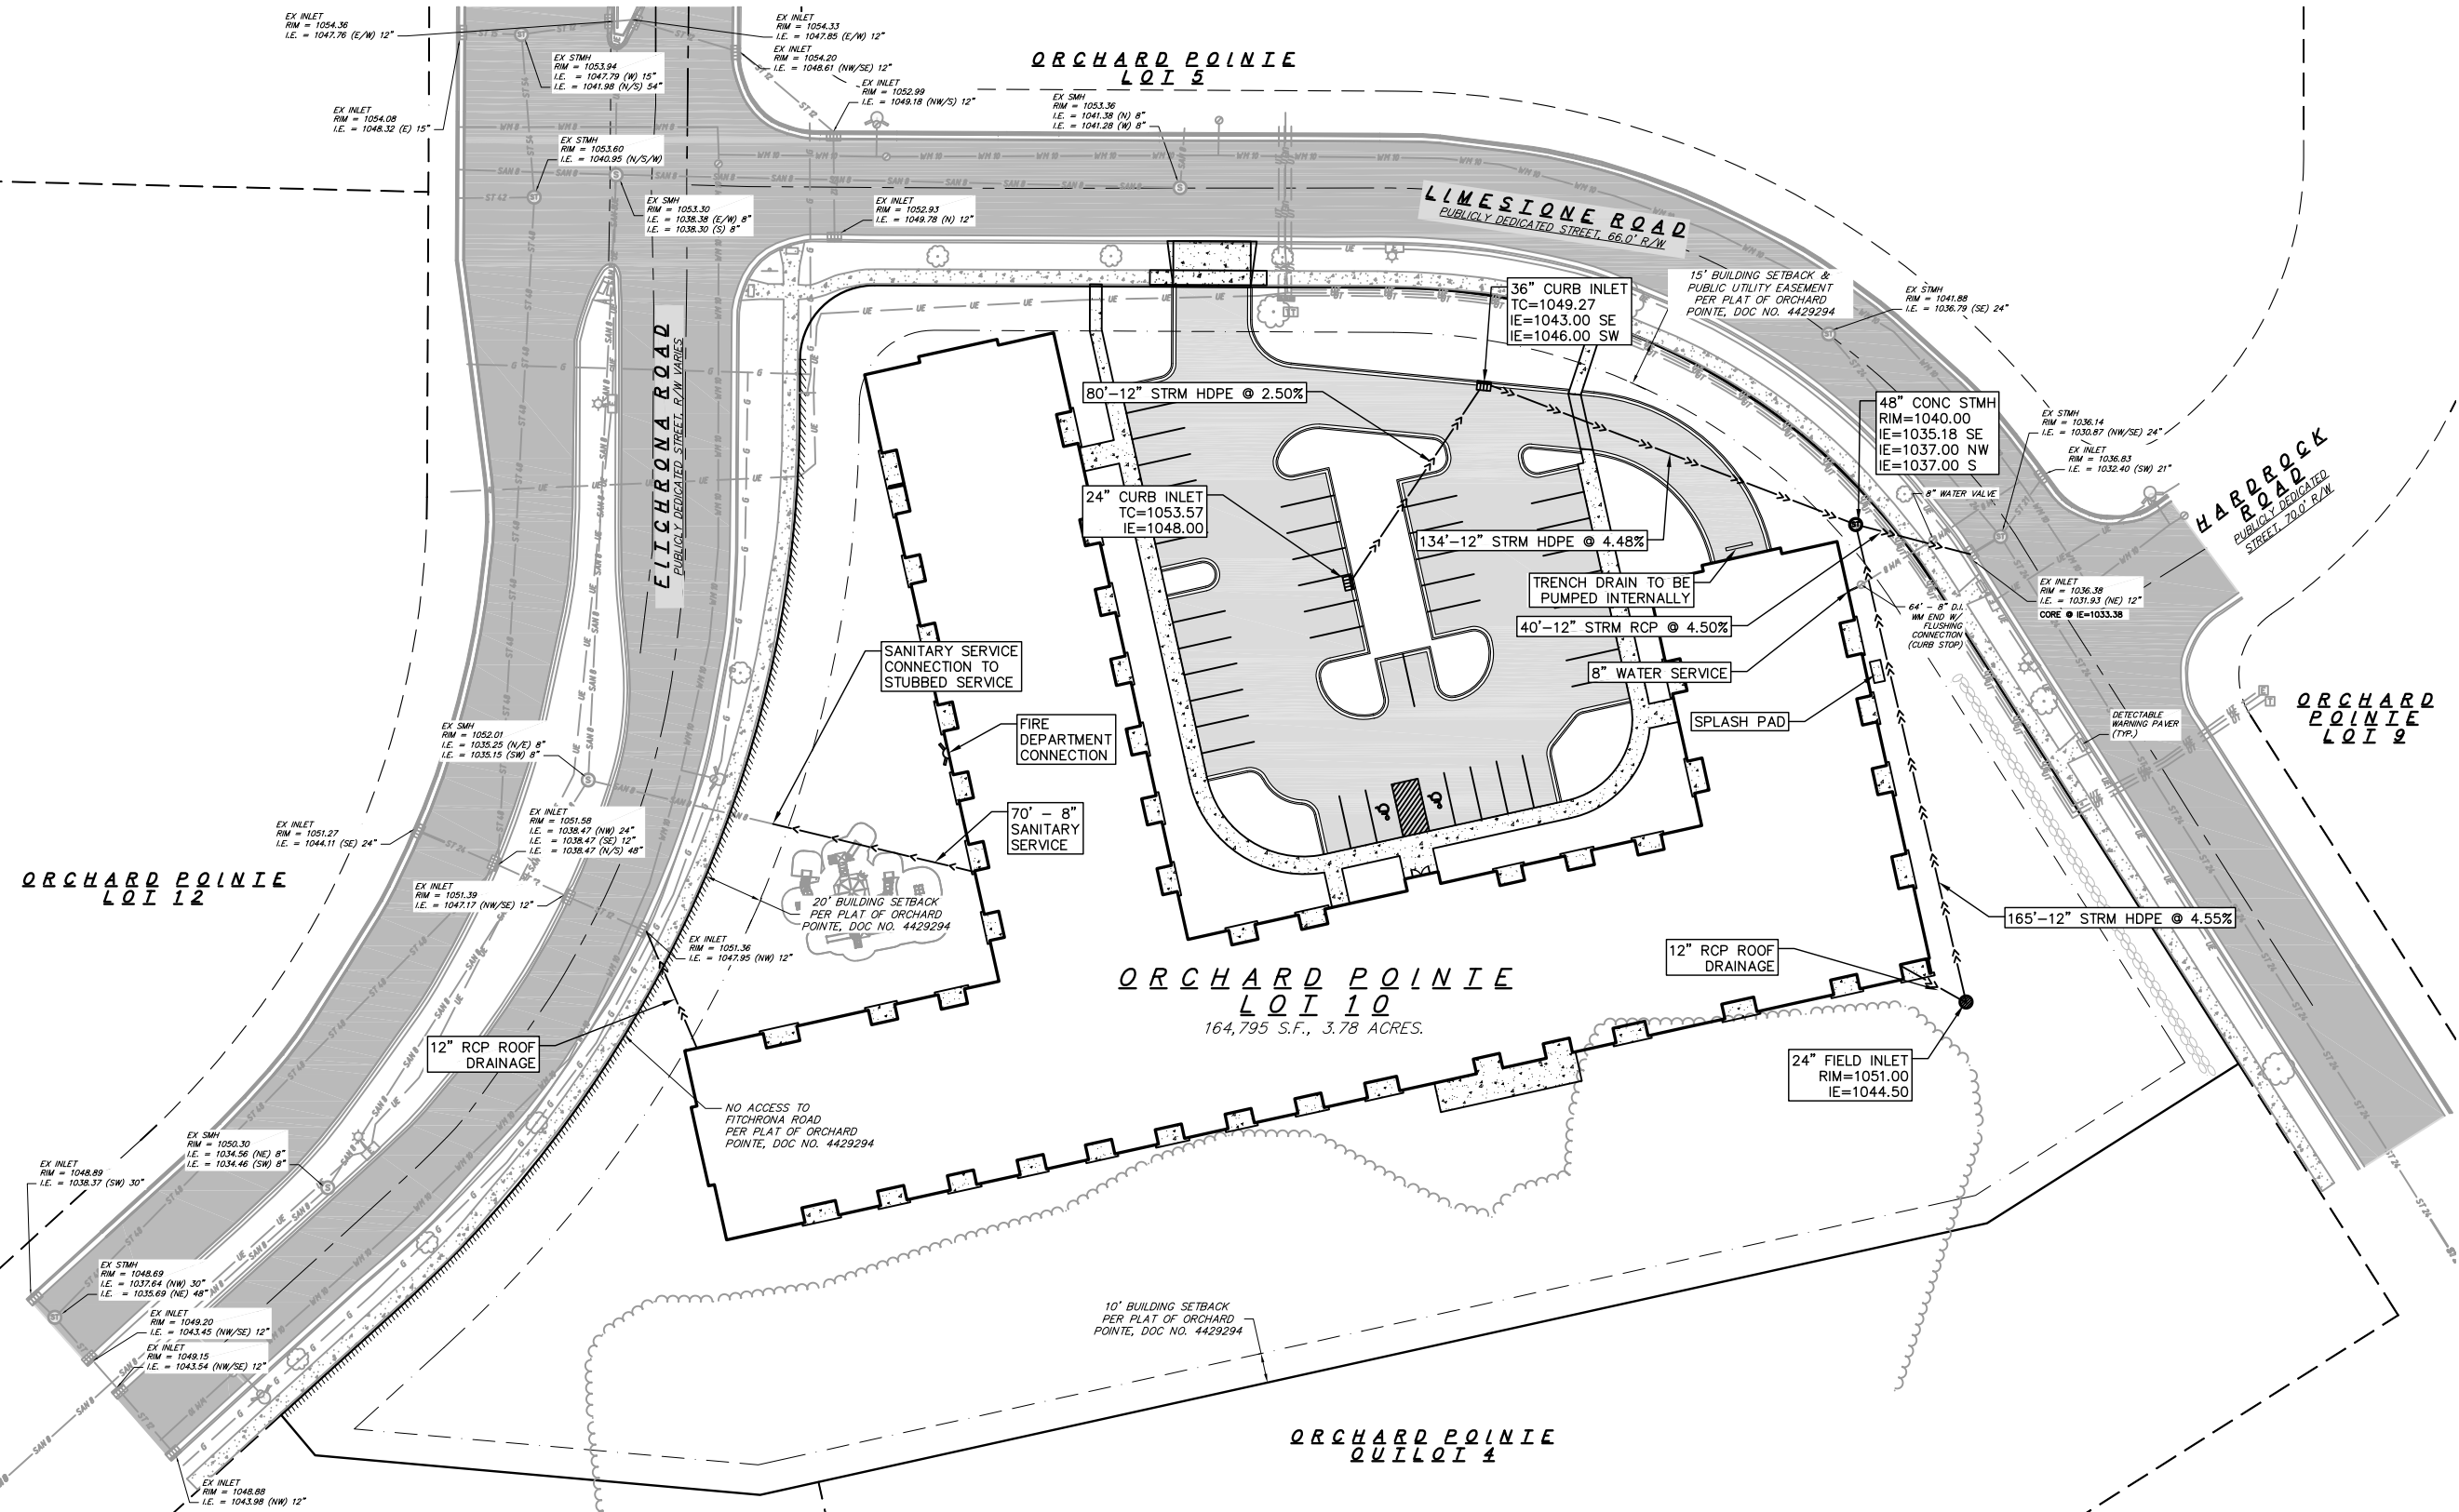 EX INLET
RIM = 1054.36
I.E. = 1047.76 (E/W) 12"
EX INLET
RIM = 1054.33
I.E. = 1047.85 (E/W) 12"
EX INLET
RIM = 1054.20
I.E. = 1048.61 (NW/SE) 12"
EX STMH
RIM = 1053.94
I.E. = 1047.79 (W) 15"
I.E. = 1041.98 (N/S) 54"
EX INLET
RIM = 1052.99
I.E. = 1049.18 (NW/S) 12"
ORCHARD POINTE
LOT 5
EX SMH
RIM = 1053.36
I.E. = 1041.38 (N) 8"
I.E. = 1041.28 (W) 8"
EX INLET
RIM = 1054.08
I.E. = 1048.32 (E) 15"
EX STMH
RIM = 1053.60
I.E. = 1040.95 (N/S/W)
EX SMH
RIM = 1053.30
I.E. = 1038.38 (E/W) 8"
I.E. = 1038.30 (S) 8"
EX INLET
RIM = 1052.93
I.E. = 1049.78 (N) 12"
LIMESTONE ROAD
PUBLICLY DEDICATED STREET, 66.0' R/W
36" CURB INLET
TC=1049.27
IE=1043.00 SE
IE=1046.00 SW
15' BUILDING SETBACK &
PUBLIC UTILITY EASEMENT
PER PLAT OF ORCHARD
POINTE, DOC NO. 4429294
EX STMH
RIM = 1041.88
I.E. = 1036.79 (SE) 24"
FITCHRONA ROAD
PUBLICLY DEDICATED STREET, R/W VARIES
80'-12" STRM HDPE @ 2.50%
48" CONC STMH
RIM=1040.00
IE=1035.18 SE
IE=1037.00 NW
IE=1037.00 S
EX STMH
RIM = 1036.14
I.E. = 1030.87 (NW/SE) 24"
EX INLET
RIM = 1036.83
I.E. = 1032.40 (SW) 21"
HARDROCK
ROAD
PUBLICLY DEDICATED
STREET, 70.0' R/W
24" CURB INLET
TC=1053.57
IE=1048.00
8" WATER VALVE
134'-12" STRM HDPE @ 4.48%
TRENCH DRAIN TO BE
PUMPED INTERNALLY
EX INLET
RIM = 1036.38
I.E. = 1031.93 (NE) 12"
CORE @ IE=1033.38
40'-12" STRM RCP @ 4.50%
64' - 8" D.I.
WM END W/
FLUSHING
CONNECTION
(CURB STOP)
SANITARY SERVICE
CONNECTION TO
STUBBED SERVICE
8" WATER SERVICE
SPLASH PAD
FIRE
DEPARTMENT
CONNECTION
DETECTABLE
WARNING PAVER
(TYP.)
ORCHARD
POINTE
LOT 9
EX SMH
RIM = 1052.01
I.E. = 1035.25 (N/E) 8"
I.E. = 1035.15 (SW) 8"
EX INLET
RIM = 1051.58
I.E. = 1038.47 (NW) 24"
I.E. = 1038.47 (SE) 12"
I.E. = 1038.47 (N/S) 48"
EX INLET
RIM = 1051.27
I.E. = 1044.11 (SE) 24"
70' - 8"
SANITARY
SERVICE
ORCHARD POINTE
LOT 12
EX INLET
RIM = 1051.39
I.E. = 1047.17 (NW/SE) 12"
20' BUILDING SETBACK
PER PLAT OF ORCHARD
POINTE, DOC NO. 4429294
165'-12" STRM HDPE @ 4.55%
EX INLET
RIM = 1051.36
I.E. = 1047.95 (NW) 12"
12" RCP ROOF
DRAINAGE
ORCHARD POINTE
LOT 10
164,795 S.F., 3.78 ACRES.
12" RCP ROOF
DRAINAGE
24" FIELD INLET
RIM=1051.00
IE=1044.50
NO ACCESS TO
FITCHRONA ROAD
PER PLAT OF ORCHARD
POINTE, DOC NO. 4429294
EX SMH
RIM = 1050.30
I.E. = 1034.56 (NE) 8"
I.E. = 1034.46 (SW) 8"
EX INLET
RIM = 1048.89
I.E. = 1038.37 (SW) 30"
EX STMH
RIM = 1048.69
I.E. = 1037.64 (NW) 30"
I.E. = 1035.69 (NE) 48"
EX INLET
RIM = 1049.20
I.E. = 1043.45 (NW/SE) 12"
EX INLET
RIM = 1049.15
I.E. = 1043.54 (NW/SE) 12"
10' BUILDING SETBACK
PER PLAT OF ORCHARD
POINTE, DOC NO. 4429294
ORCHARD POINTE
OUTLOT 4
EX INLET
RIM = 1048.88
I.E. = 1043.98 (NW) 12"